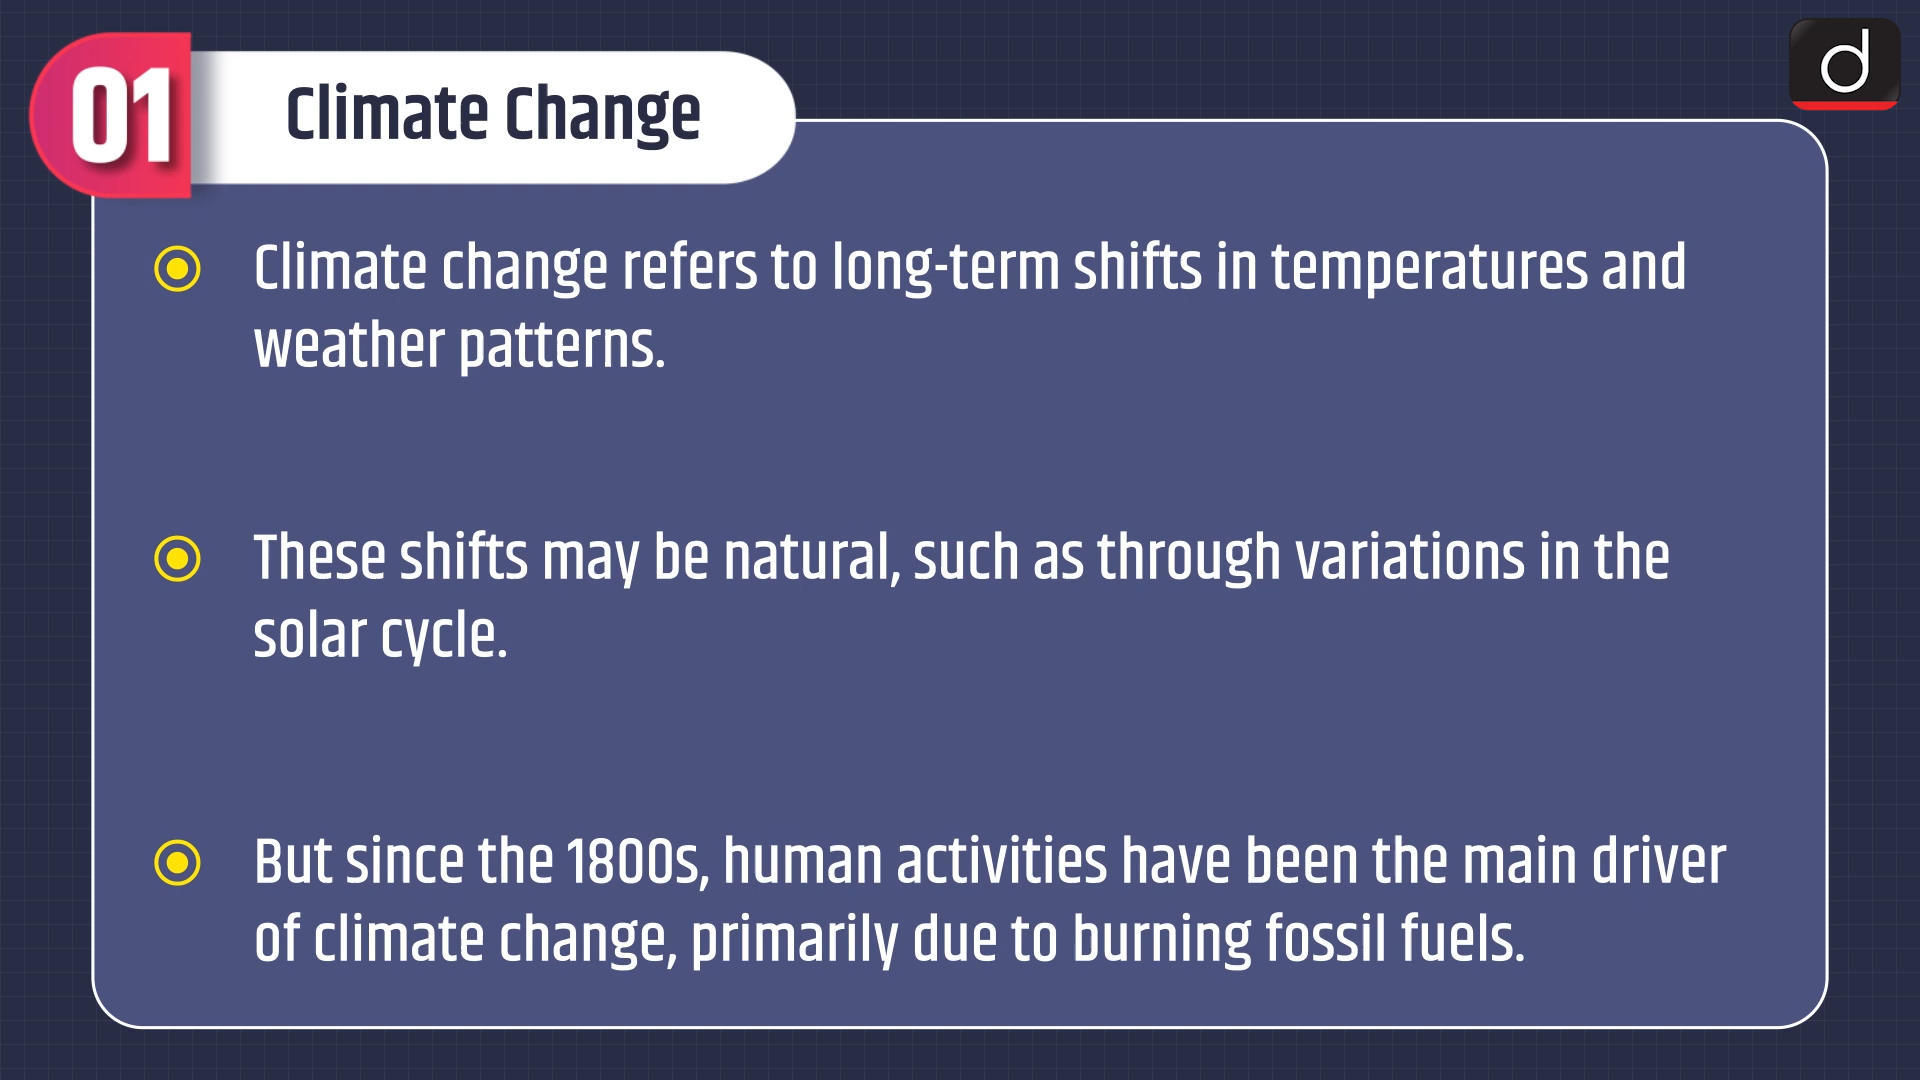 01
Climate Change
d
Climate change refers to long-term shifts in temperatures and
weather patterns.
These shifts may be natural, such as through variations in the
solar cycle.
But since the 1800s, human activities have been the main driver
of climate change, primarily due to burning fossil fuels.